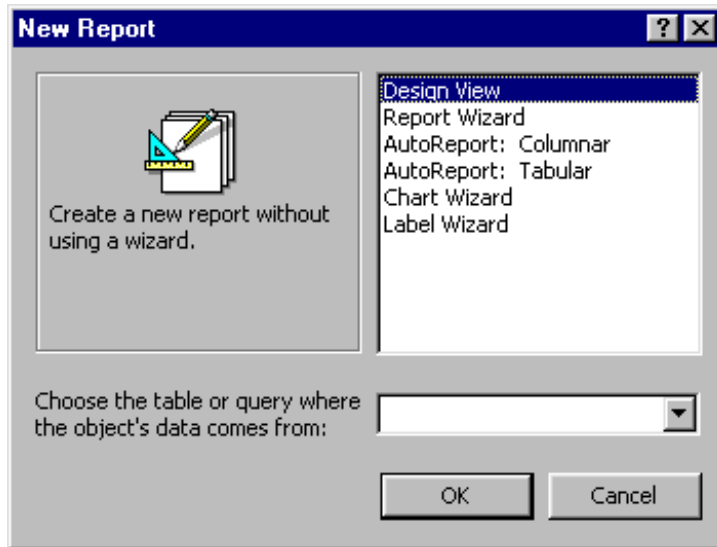 New Report
Create a new report without
using a wizard.
Design View
Report Wizard
AutoReport:  Columnar
AutoReport:  Tabular
Chart Wizard
Label Wizard
Choose the table or query where
the object's data comes from:
OK
Cancel